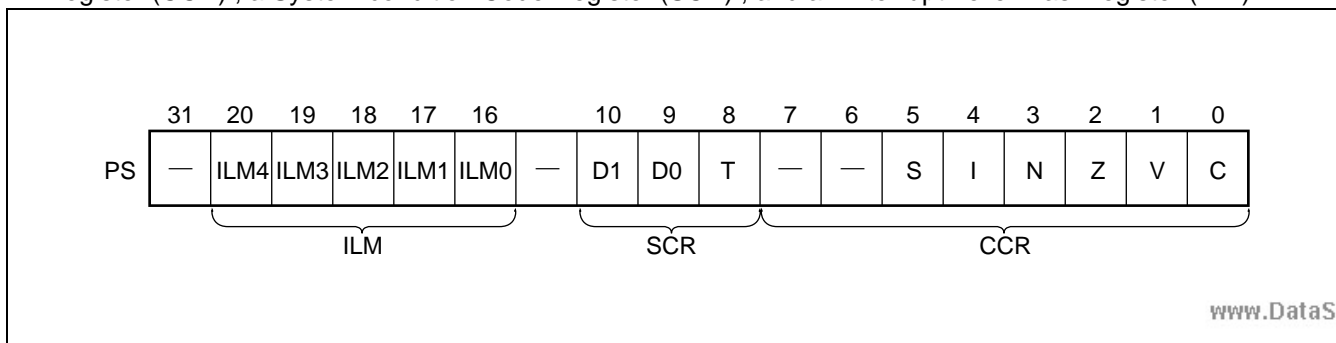 31 20 19 18 17 16 10 9 8 7 6 5 4 3 2 1 0
PS — ILM4 ILM3 ILM2 ILM1 ILM0 — D1 D0 T — — S I N Z V C
ILM SCR CCR
www.DataS